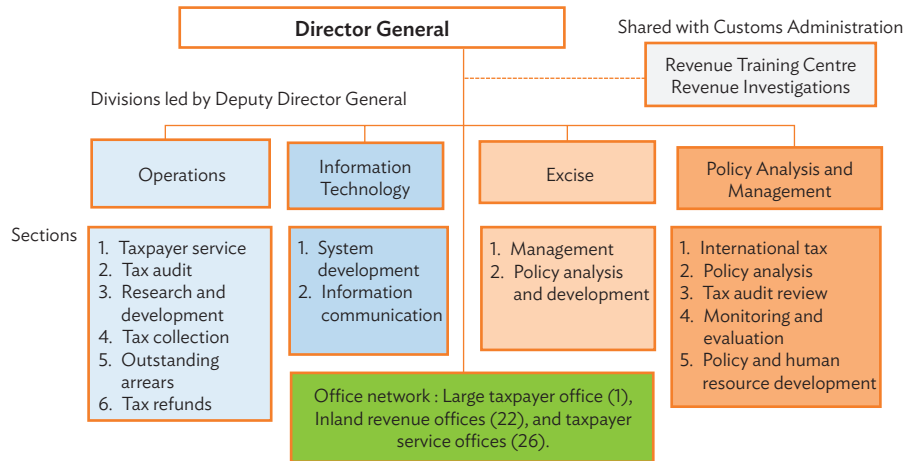 Director General
Shared with Customs Administration
Revenue Training Centre
Revenue Investigations
Divisions led by Deputy Director General
Operations
Information
Technology
Excise
Policy Analysis and
Management
Sections
1. Taxpayer service
2. Tax audit
3. Research and
development
4. Tax collection
5. Outstanding
arrears
6. Tax refunds
1. System
development
2. Information
communication
1. Management
2. Policy analysis
and development
1. International tax
2. Policy analysis
3. Tax audit review
4. Monitoring and
evaluation
5. Policy and human
resource development
Office network : Large taxpayer office (1),
Inland revenue offices (22), and taxpayer
service offices (26).